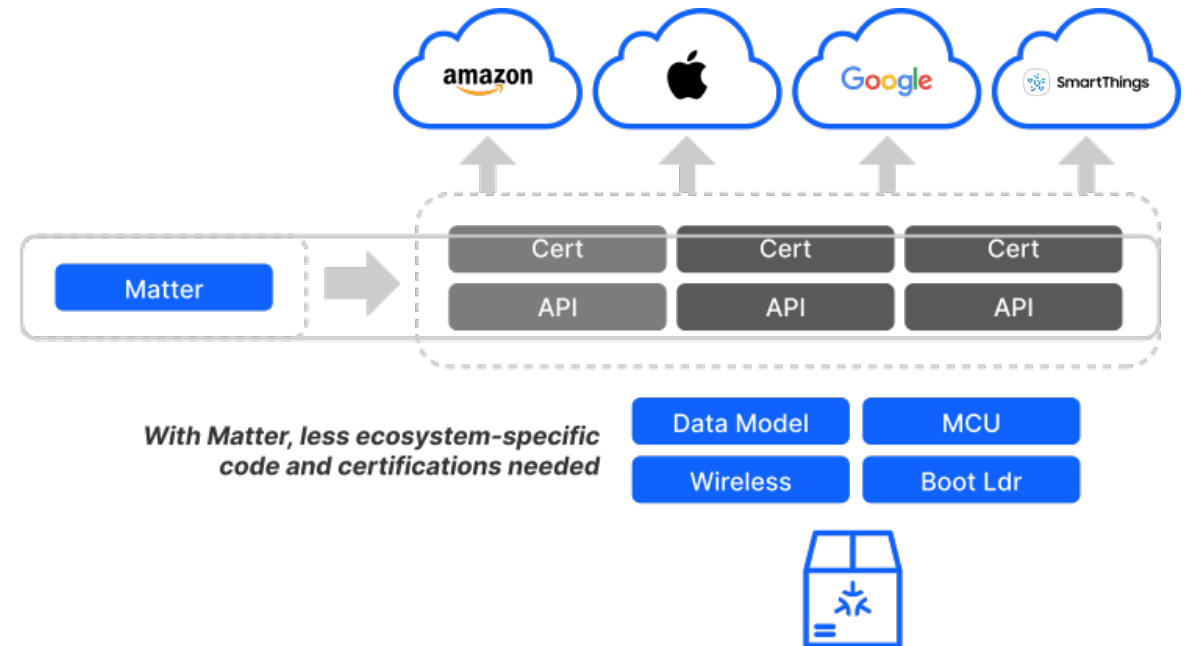 amazon
Google
SmartThings
Cert
Cert
Cert
Matter
API
API
API
With Matter, less ecosystem-specific
code and certifications needed
Data Model
MCU
Wireless
Boot Ldr